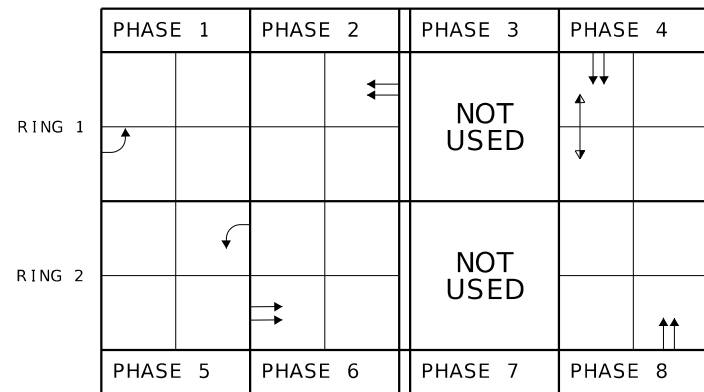 PHASE 1 PHASE 2 PHASE 3 PHASE 4
RING 1
NOT
USED
RING 2
NOT
USED
PHASE 5 PHASE 6 PHASE 7 PHASE 8